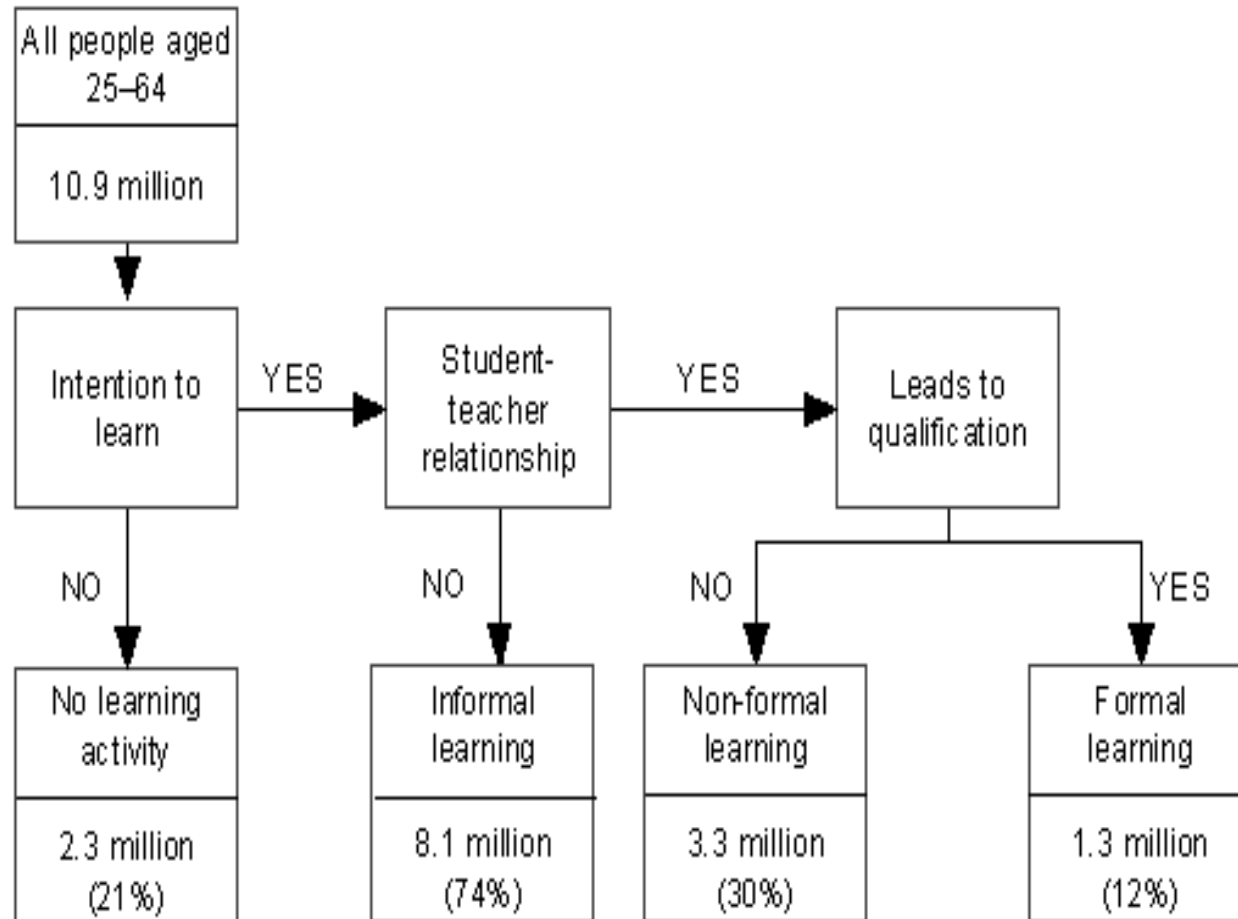 All people aged
25–64
10.9 million
Intention to
learn
YES
Student-
teacher
relationship
YES
Leads to
qualification
NO
NO
NO
YES
No learning
activity
2.3 million
(21%)
Informal
learning
8.1 million
(74%)
Non-formal
learning
3.3 million
(30%)
Formal
learning
1.3 million
(12%)